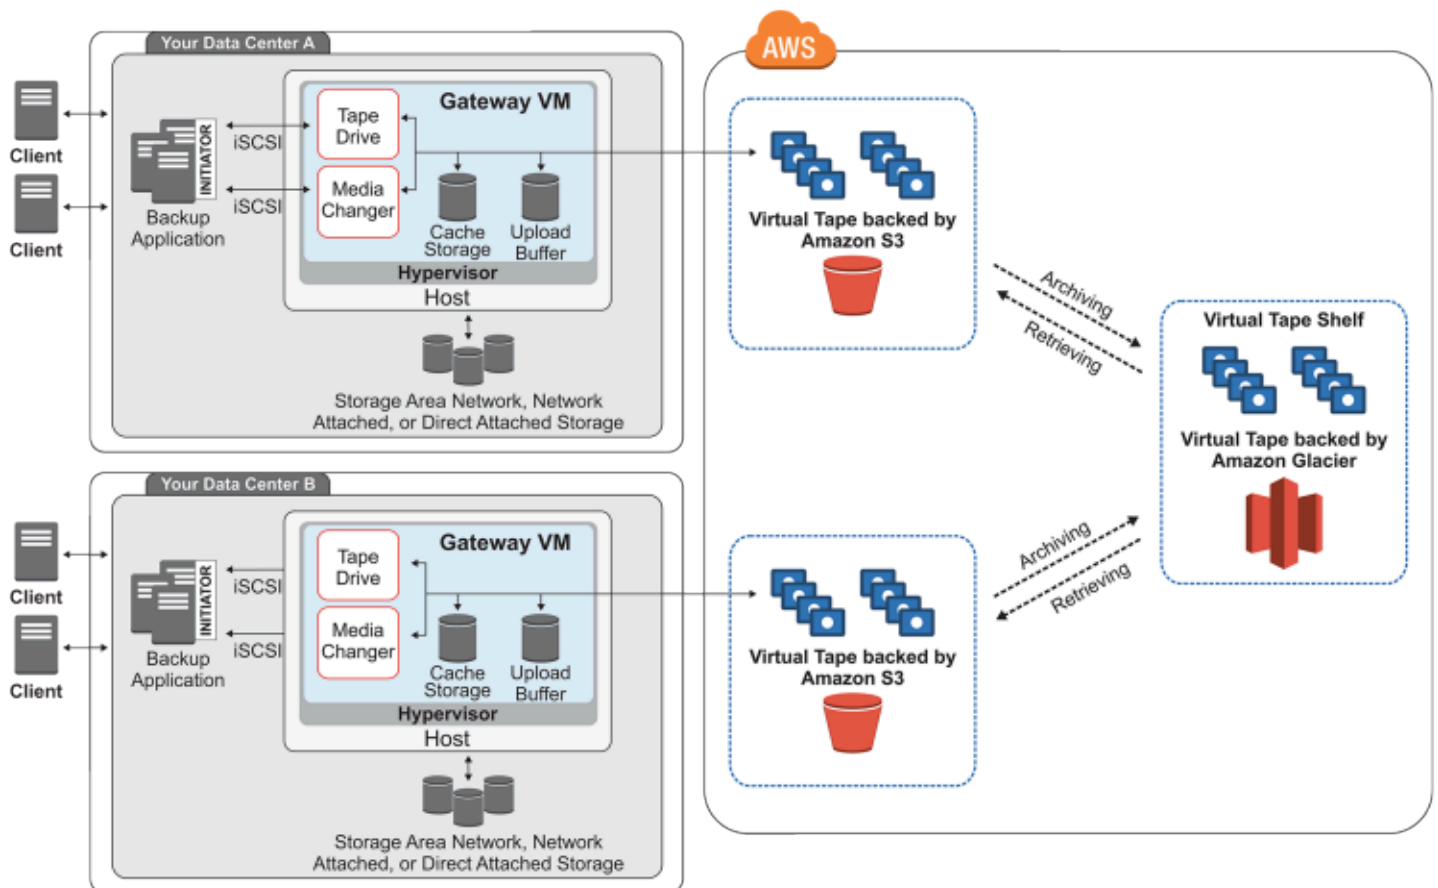 Your Data Center A
AWS
Gateway VM
Tape
Drive
Client
INITIATOR
iSCSI
Media
Changer
iSCSI
Backup
Application
Client
Cache
Storage
Upload
Buffer
Hypervisor
Host
Storage Area Network, Network
Attached, or Direct Attached Storage
Virtual Tape backed by
Amazon S3
Archiving
Retrieving
Virtual Tape Shelf
Virtual Tape backed by
Amazon Glacier
Your Data Center B
Gateway VM
Tape
Drive
Client
INITIATOR
iSCSI
Media
Changer
iSCSI
Backup
Application
Client
Cache
Storage
Upload
Buffer
Hypervisor
Host
Storage Area Network, Network
Attached, or Direct Attached Storage
Virtual Tape backed by
Amazon S3
Archiving
Retrieving